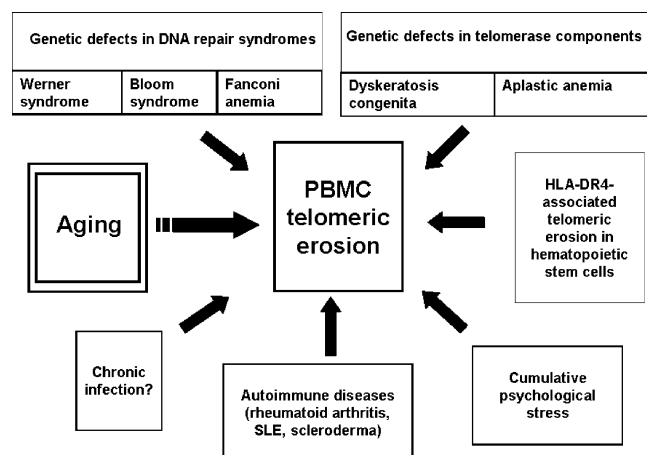 Genetic defects in DNA repair syndromes
Werner
syndrome
Bloom
syndrome
Fanconi
anemia
Genetic defects in telomerase components
Dyskeratosis
congenita
Aplastic anemia
Aging
PBMC
telomeric
erosion
HLA-DR4-
associated
telomeric
erosion in
hematopoietic
stem cells
Chronic
infection?
Autoimmune diseases
(rheumatoid arthritis,
SLE, scleroderma)
Cumulative
psychological
stress